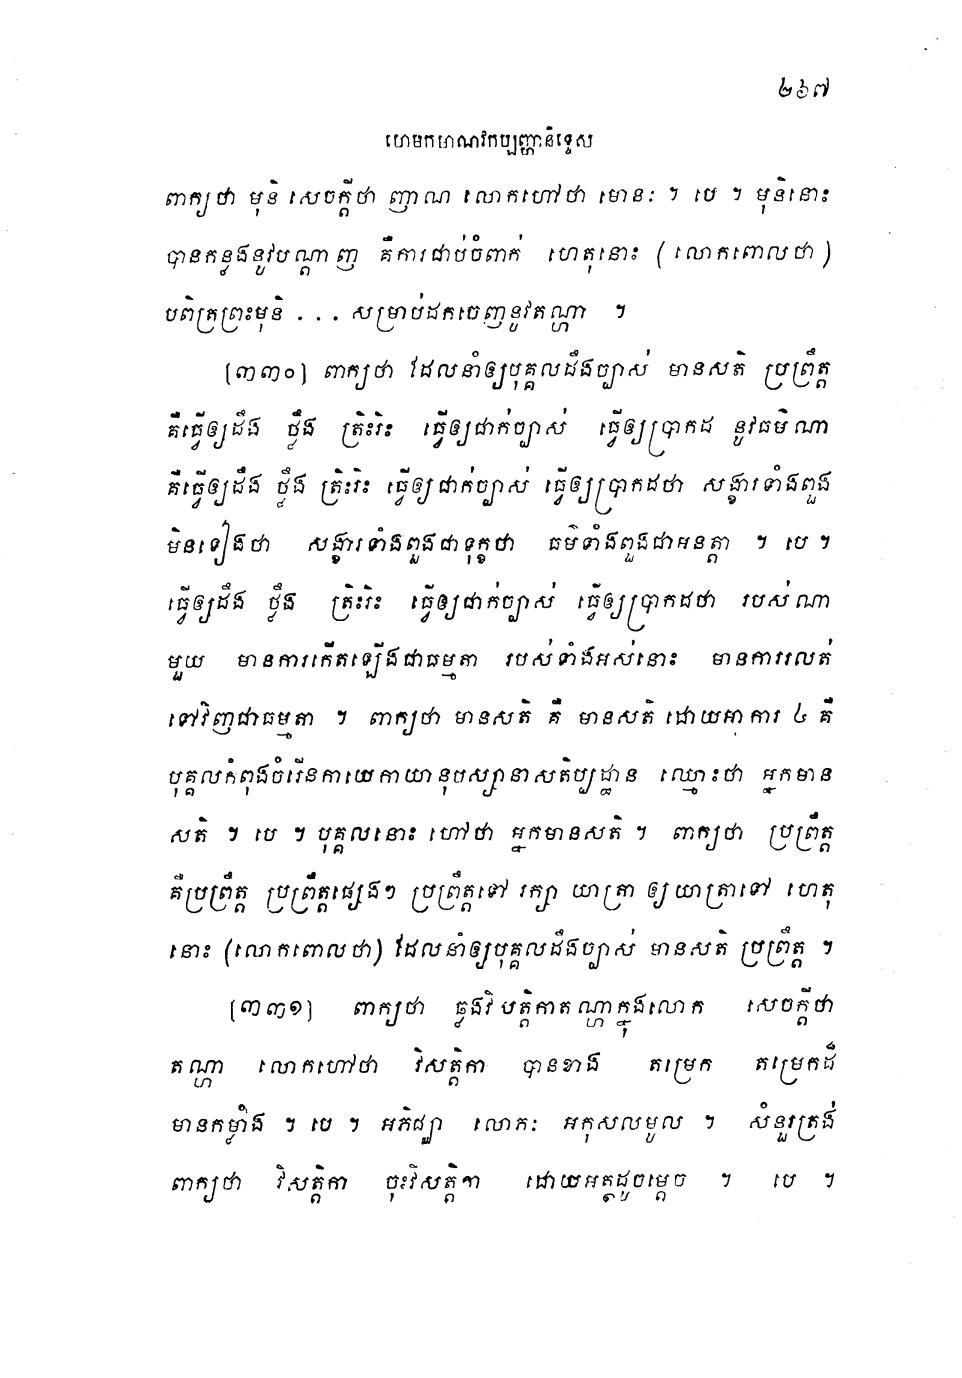 ២៦៧
ហេមកមាណវកប្បញ្ហានិទ្ទេស
ពាក្យថា មុនិ សេចក្តីថា ញាណ លោកហៅថា មោនៈ ។ បេ ។ មុនិនោះ
បានកន្លងនូវបណ្តាញ គឺការជាប់ចំពាក់ ហេតុនោះ (លោកពោលថា)
បពិត្រព្រះមុនិ . . . សម្រាប់ដកចេញនូវតណ្ហា ។
[៣៣០] ពាក្យថា ដែលនាំឲ្យបុគ្គលដឹងច្បាស់ មានសតិ ប្រព្រឹត្ត
គឺធ្វើឲ្យដឹង ថ្លឹង ត្រិះរិះ ធ្វើឲ្យជាក់ច្បាស់ ធ្វើឲ្យប្រាកដ នូវធម៌ណា
គឺធ្វើឲ្យដឹង ថ្លឹង ត្រិះរិះ ធ្វើឲ្យជាក់ច្បាស់ ធ្វើឲ្យប្រាកដថា សង្ខារទាំងពួង
មិនទៀងថា សង្ខារទាំងពួងជាទុក្ខថា ធម៌ទាំងពួងជាអនត្តា ។ បេ ។
ធ្វើឲ្យដឹង ថ្លឹង ត្រិះរិះ ធ្វើឲ្យជាក់ច្បាស់ ធ្វើឲ្យប្រាកដថា របស់ណា
មួយ មានការកើតឡើងជាធម្មតា របស់ទាំងអស់នោះ មានការរលត់
ទៅវិញជាធម្មតា ។ ពាក្យថា មានសតិ គឺ មានសតិ ដោយអាការ ៤ គឺ
បុគ្គលកំពុងចំរើនកាយេកាយានុបស្សនាសតិប្បដ្ឋាន ឈ្មោះថា អ្នកមាន
សតិ ។ បេ ។ បុគ្គលនោះ ហៅថា អ្នកមានសតិ ។ ពាក្យថា ប្រព្រឹត្ត
គឺប្រព្រឹត្ត ប្រព្រឹត្តផ្សេងៗ ប្រព្រឹត្តទៅ រក្សា យាត្រា ឲ្យយាត្រាទៅ ហេតុ
នោះ (លោកពោលថា) ដែលនាំឲ្យបុគ្គលដឹងច្បាស់ មានសតិ ប្រព្រឹត្ត ។
[៣៣១] ពាក្យថា ឆ្លងវិសត្តិកាតណ្ហាក្នុងលោក សេចក្តីថា
តណ្ហា លោកហៅថា វិសត្តិកា បានខាង តម្រេក តម្រេកដ៏
មានកម្លាំង ។ បេ ។ អភិជ្ឈា លោភៈ អកុសលមូល ។ សំនួរត្រង់
ពាក្យថា វិសត្តិកា ចុះវិសត្តិកា ដោយអត្ថដូចម្តេច ។ បេ ។